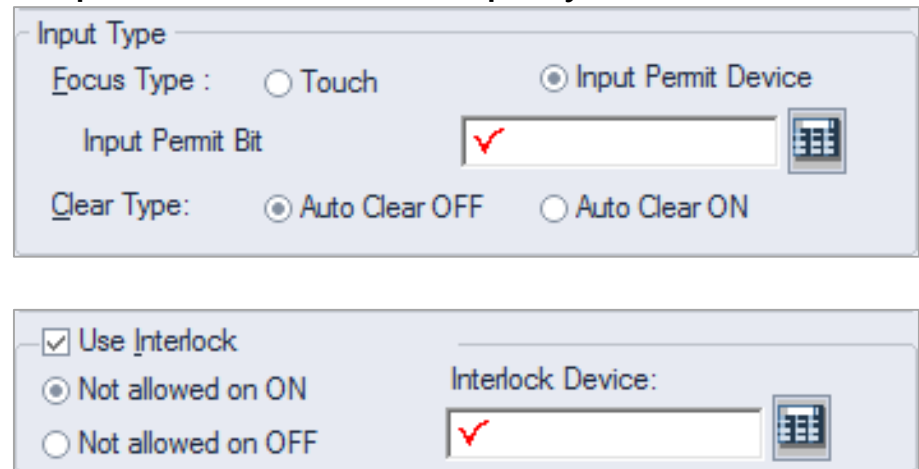 Input Type
Focus Type : Touch Input Permit Device
Input Permit Bit
Clear Type: Auto Clear OFF Auto Clear ON
Use Interlock
Not allowed on ON Interlock Device:
Not allowed on OFF